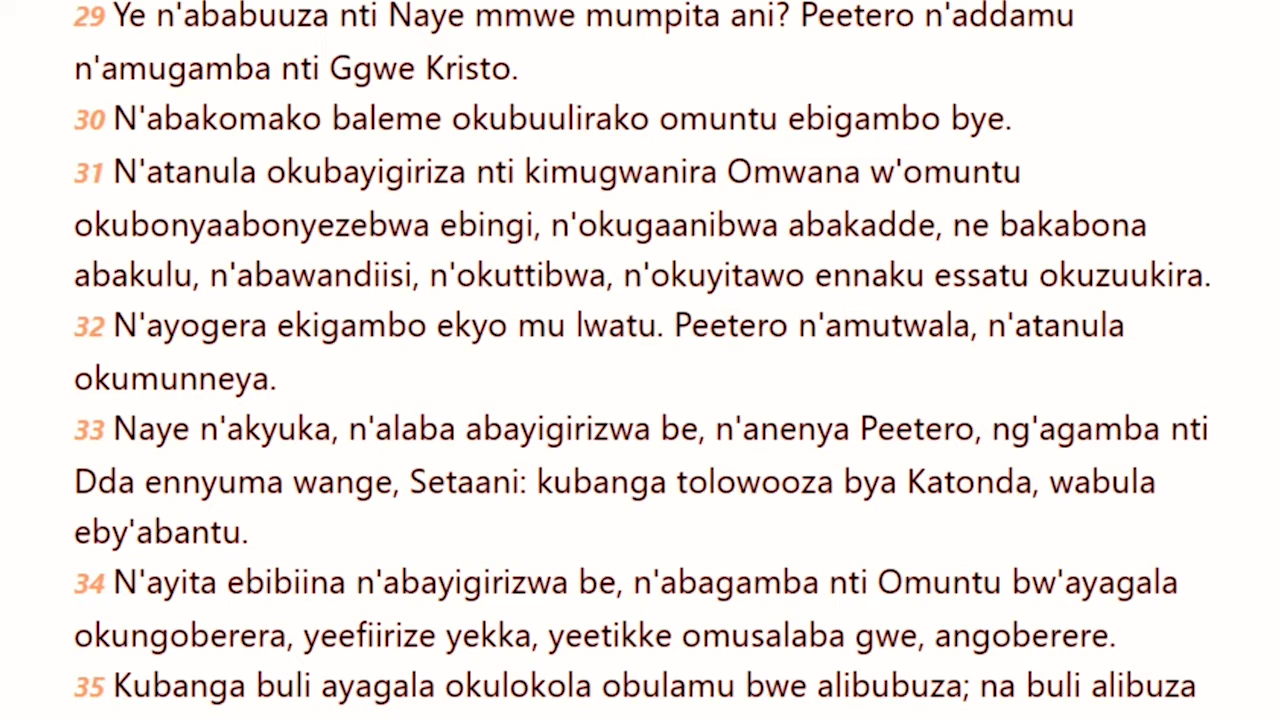 29 Ye n'ababuuza nti Naye mmwe mumpita ani? Peetero n'addamu
n'amugamba nti Ggwe Kristo.
30 N'abakomako baleme okubuulirako omuntu ebigambo bye.
31 N'atanula okubayigiriza nti kimugwanira Omwana w'omuntu
okubonyaabonyezebwa ebingi, n'okugaanibwa abakadde, ne bakabona
abakulu, n'abawandiisi, n'okuttibwa, n'okuyitawo ennaku essatu okuzuukira.
32 N'ayogera ekigambo ekyo mu lwatu. Peetero n'amutwala, n'atanula
okumunneya.
33 Naye n'akyuka, n'alaba abayigirizwa be, n'anenya Peetero, ng'agamba nti
Dda ennyuma wange, Setaani: kubanga tolowooza bya Katonda, wabula
eby'abantu.
34 N'ayita ebibiina n'abayigirizwa be, n'abagamba nti Omuntu bw'ayagala
okungoberera, yeefiirize yekka, yeetikke omusalaba gwe, angoberere.
35 Kubanga buli ayagala okulokola obulamu bwe alibubuza; na buli alibuza